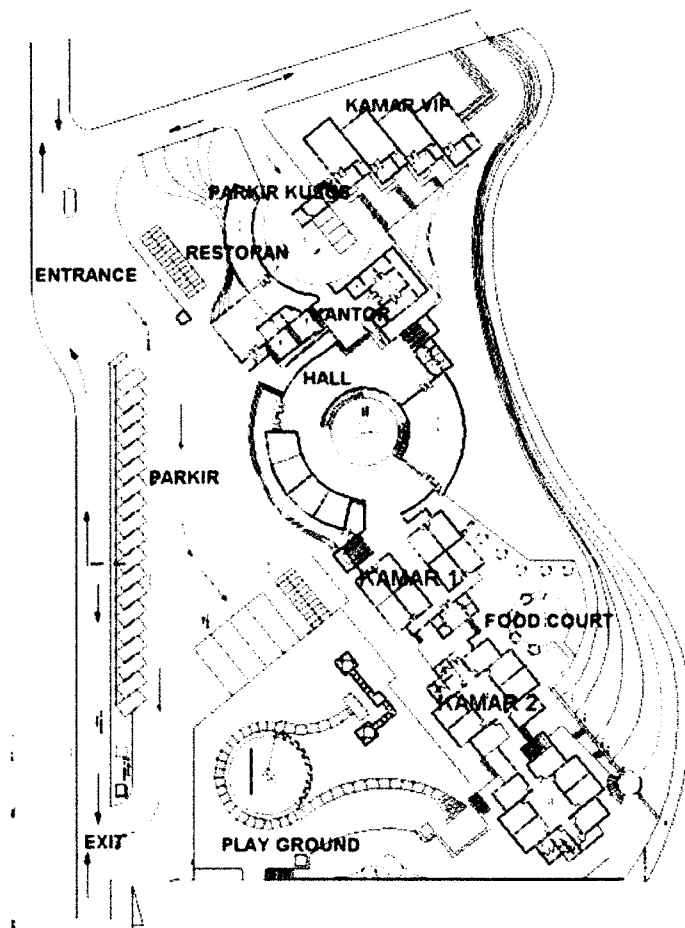 KAMAR VIP
PARKIR KUSUS
RESTORAN
ENTRANCE
KANTOR
HALL
PARKIR
KAMAR 1
FOOD COURT
KAMAR 2
EXIT
PLAY GROUND